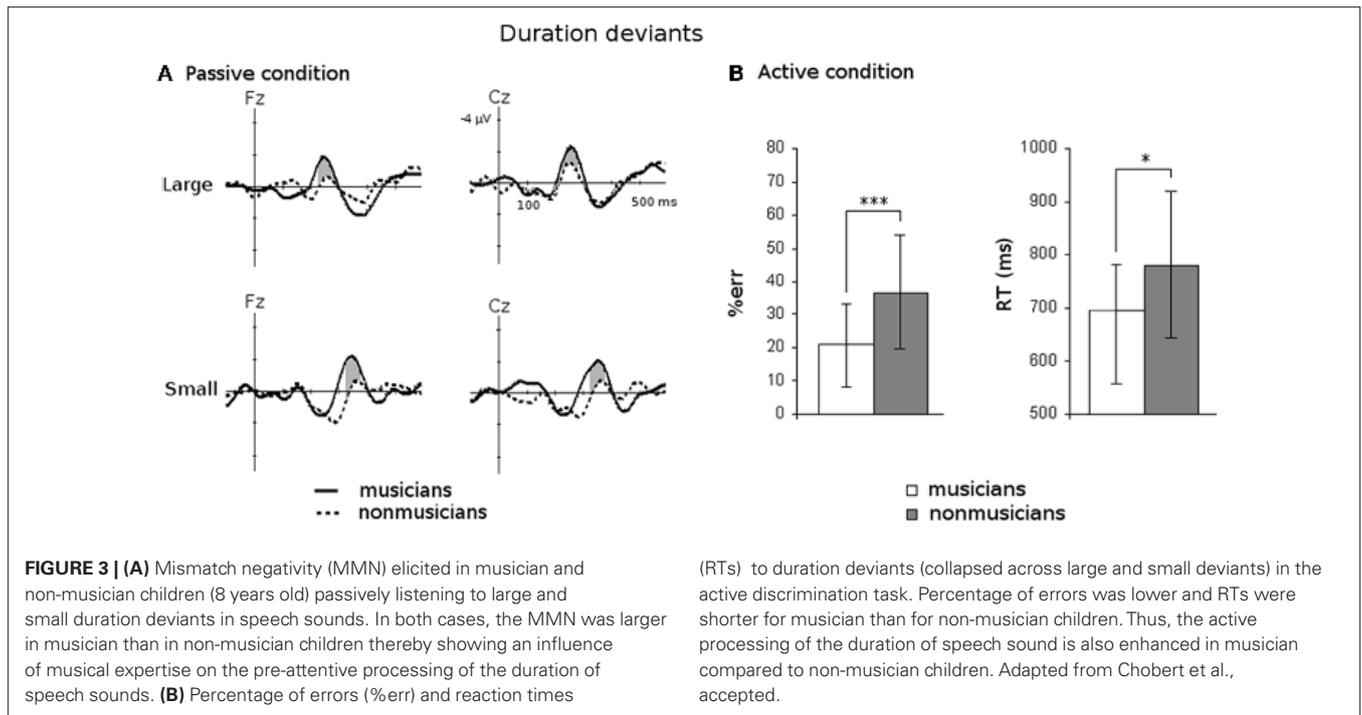 Duration deviants
A Passive condition
Fz
Cz
-4 µV
Large
100
500 ms
Fz
Cz
Small
musicians
nonmusicians
B Active condition
80
70
60
50
40
30
20
10
0
%err
***
1000
900
800
700
600
500
RT (ms)
*
musicians
nonmusicians
FIGURE 3 | (A) Mismatch negativity (MMN) elicited in musician and
non-musician children (8 years old) passively listening to large and
small duration deviants in speech sounds. In both cases, the MMN was larger
in musician than in non-musician children thereby showing an influence
of musical expertise on the pre-attentive processing of the duration of
speech sounds. (B) Percentage of errors (%err) and reaction times
(RTs) to duration deviants (collapsed across large and small deviants) in the
active discrimination task. Percentage of errors was lower and RTs were
shorter for musician than for non-musician children. Thus, the active
processing of the duration of speech sound is also enhanced in musician
compared to non-musician children. Adapted from Chobert et al.,
accepted.